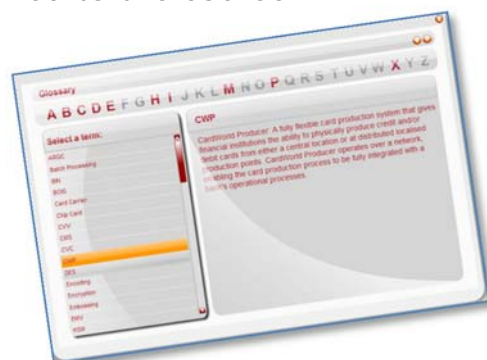 Glossary
A B C D E F G H I J K L M N O P Q R S T U V W X Y Z
Select a term:
ARQC
Batch Processing
BIN
Card Carrier
Chip Card
CVV
CMS
CVC
CWP
DES
Encoding
Encryption
Embossing
EMV
HSM
CWP
CardWorld Producer: A fully flexible card production system that gives
financial institutions the ability to physically produce credit and/or
debit cards from either a central location or at distributed localised
production points. CardWorld Producer operates over a network,
enabling the card production process to be fully integrated with a
bank's operational processes.